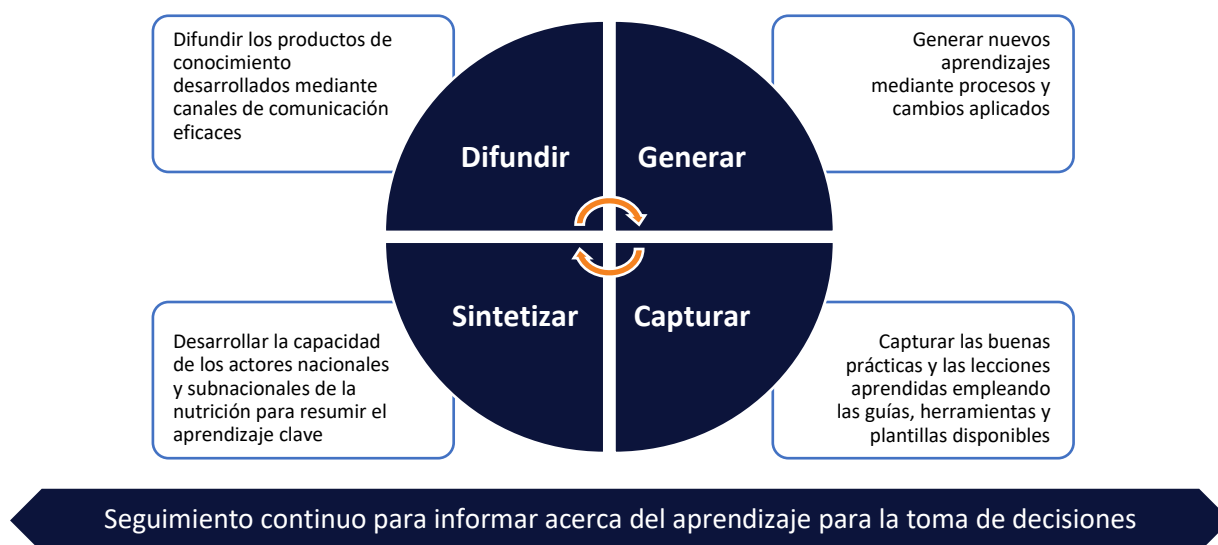 Difundir los productos de
conocimiento
desarrollados mediante
canales de comunicación
eficaces
Generar nuevos
aprendizajes
mediante procesos y
cambios aplicados
Difundir
Generar
Sintetizar
Capturar
Desarrollar la capacidad
de los actores nacionales
y subnacionales de la
nutrición para resumir el
aprendizaje clave
Capturar las buenas
prácticas y las lecciones
aprendidas empleando
las guías, herramientas y
plantillas disponibles
Seguimiento continuo para informar acerca del aprendizaje para la toma de decisiones